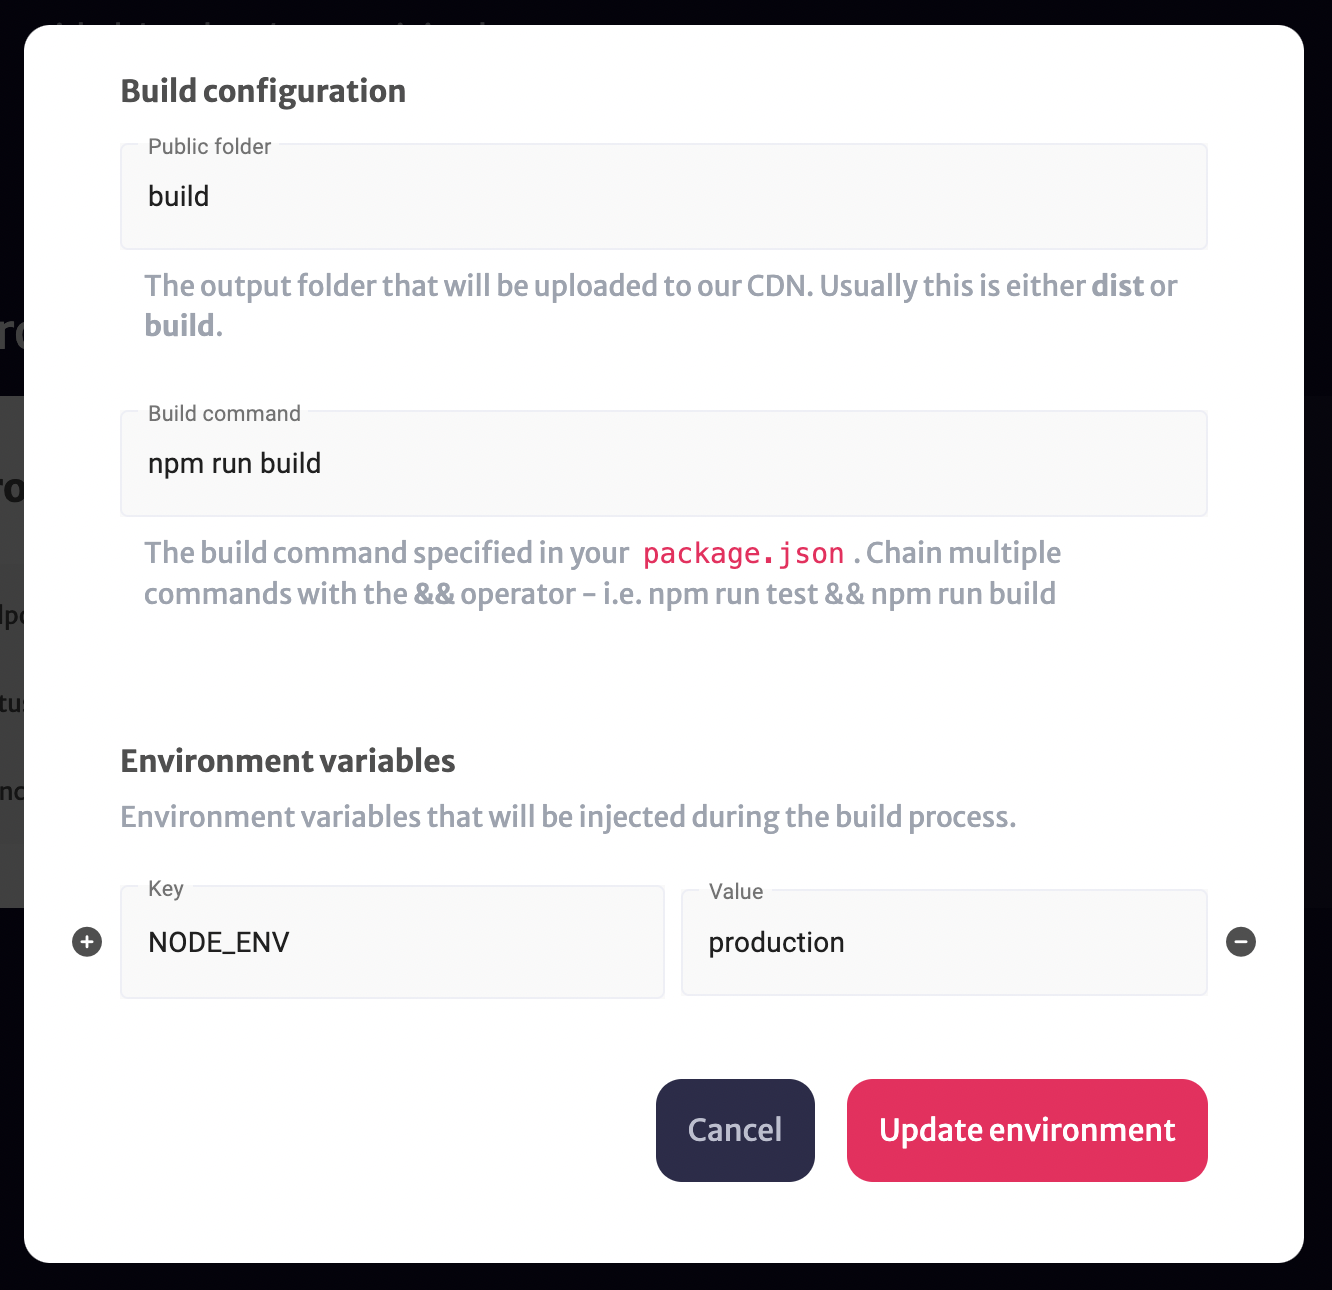 Build configuration
Public folder
build
The output folder that will be uploaded to our CDN. Usually this is either dist or
build.
Build command
npm run build
The build command specified in your package.json . Chain multiple
commands with the && operator - i.e. npm run test && npm run build
Environment variables
Environment variables that will be injected during the build process.
Key
Value
NODE_ENV
production
Cancel
Update environment